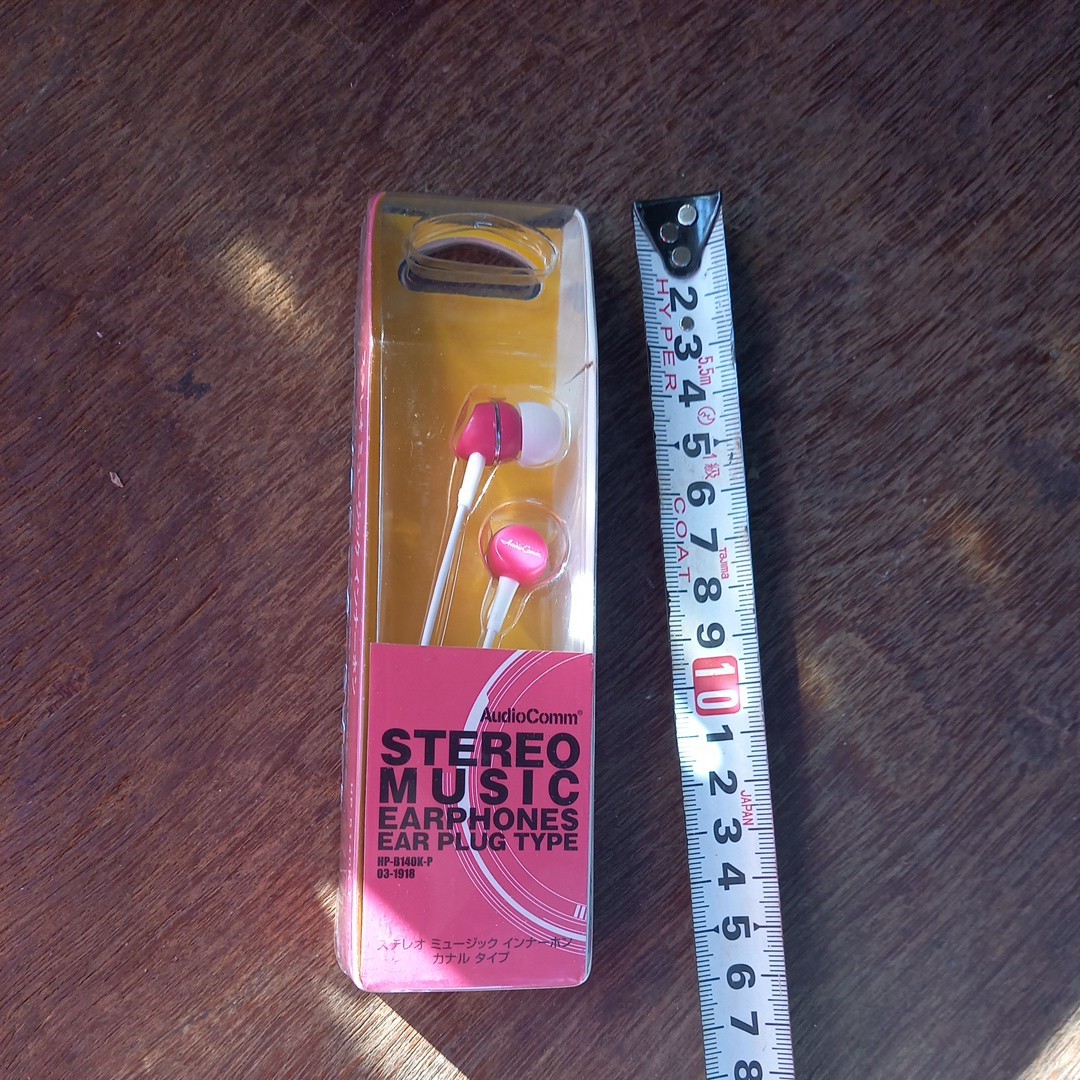 AudioComm
AudioComm®
STEREO
MUSIC
EARPHONES
EAR PLUG TYPE
HP-B140K-P
03-1918
ステレオ ミュージック インナーホン
カナル タイプ
HYPER COAT
5.5m
1級
Tajima
JAPAN
2
3
4
5
6
7
8
9
10
1
2
3
4
5
6
7
8